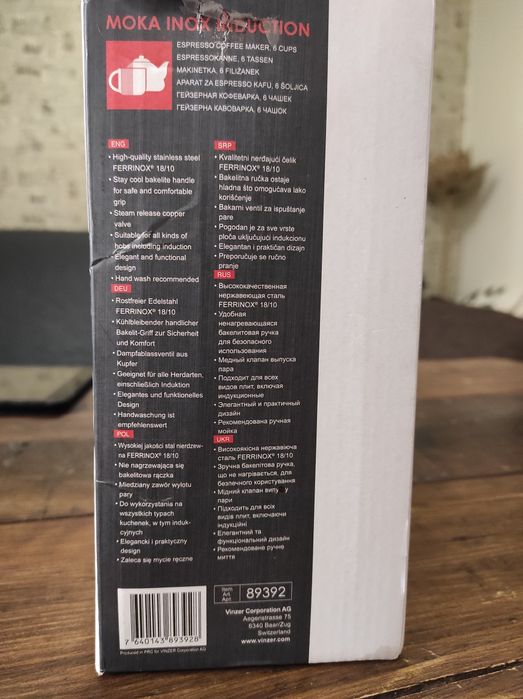 MOKA INOX INDUCTION
ESPRESSO COFFEE MAKER, 6 CUPS
ESPRESSOKANNE, 6 TASSEN
MAKINETKA, 6 FILIŻANEK
APARAT ZA ESPRESSO KAFU, 6 ŠOLJICA
ГЕЙЗЕРНАЯ КОФЕВАРКА, 6 ЧАШЕК
ГЕЙЗЕРНА КАВОВАРКА, 6 ЧАШОК
ENG
• High-quality stainless steel
FERRINOX® 18/10
• Stay cool bakelite handle
for safe and comfortable
grip
• Steam release copper
valve
• Suitable for all kinds of
hobs including induction
• Elegant and functional
design
• Hand wash recommended
DEU
• Rostfreier Edelstahl
FERRINOX® 18/10
• Kühlbleibender handlicher
Bakelit-Griff zur Sicherheit
und Komfort
• Dampfablassventil aus
Kupfer
• Geeignet für alle Herdarten,
einschließlich Induktion
• Elegantes und funktionelles
Design
• Handwaschung ist
empfehlenswert
POL
• Wysokiej jakości stal nierdzew-
na FERRINOX® 18/10
• Nie nagrzewająca się
bakelitowa rączka
• Miedziany zawór wylotu
pary
• Do wykorzystania na
wszystkich typach
kuchenek, w tym induk-
cyjnych
• Elegancki i praktyczny
design
• Zaleca się mycie ręczne
SRP
• Kvalitetni nerđajući čelik
FERRINOX® 18/10
• Bakelitna ručka ostaje
hladna što omogućava lako
korišćenje
• Bakarni ventil za ispuštanje
pare
• Pogodan je za sve vrste
ploča uključujući indukcionu
• Elegantan i praktičan dizajn
• Preporučuje se ručno
pranje
RUS
• Высококачественная
нержавеющая сталь
FERRINOX® 18/10
• Удобная
ненагревающаяся
бакелитовая ручка
для безопасного
использования
• Медный клапан выпуска
пара
• Подходит для всех
видов плит, включая
индукционные
• Элегантный и практичный
дизайн
• Рекомендована ручная
мойка
UKR
• Високоякісна нержавіюча
сталь FERRINOX® 18/10
• Зручна бакелітова ручка,
що не нагрівається, для
безпечного користування
• Мідний клапан випуску
пари
• Підходить для всіх
видів плит, включаючи
індукційні
• Елегантний та
функціональний дизайн
• Рекомендоване ручне
миття
7 640143 893928
Produced in PRC for VINZER Corporation AG
Item
Art
Арт.
89392
Vinzer Corporation AG
Aegeristrasse 75
6340 Baar/Zug
Switzerland
www.vinzer.com